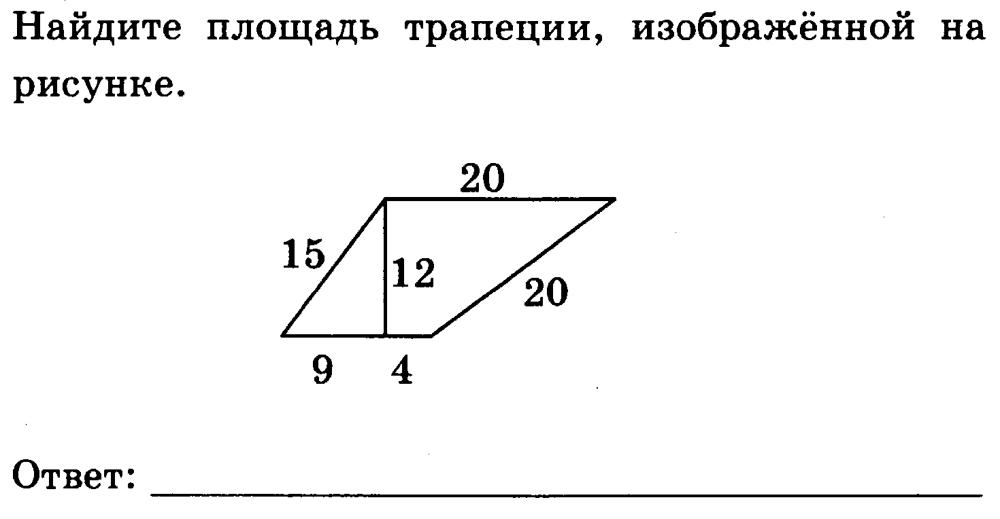 Найдите площадь трапеции, изображённой на
рисунке.
20
15
12
20
9 4
Ответ: